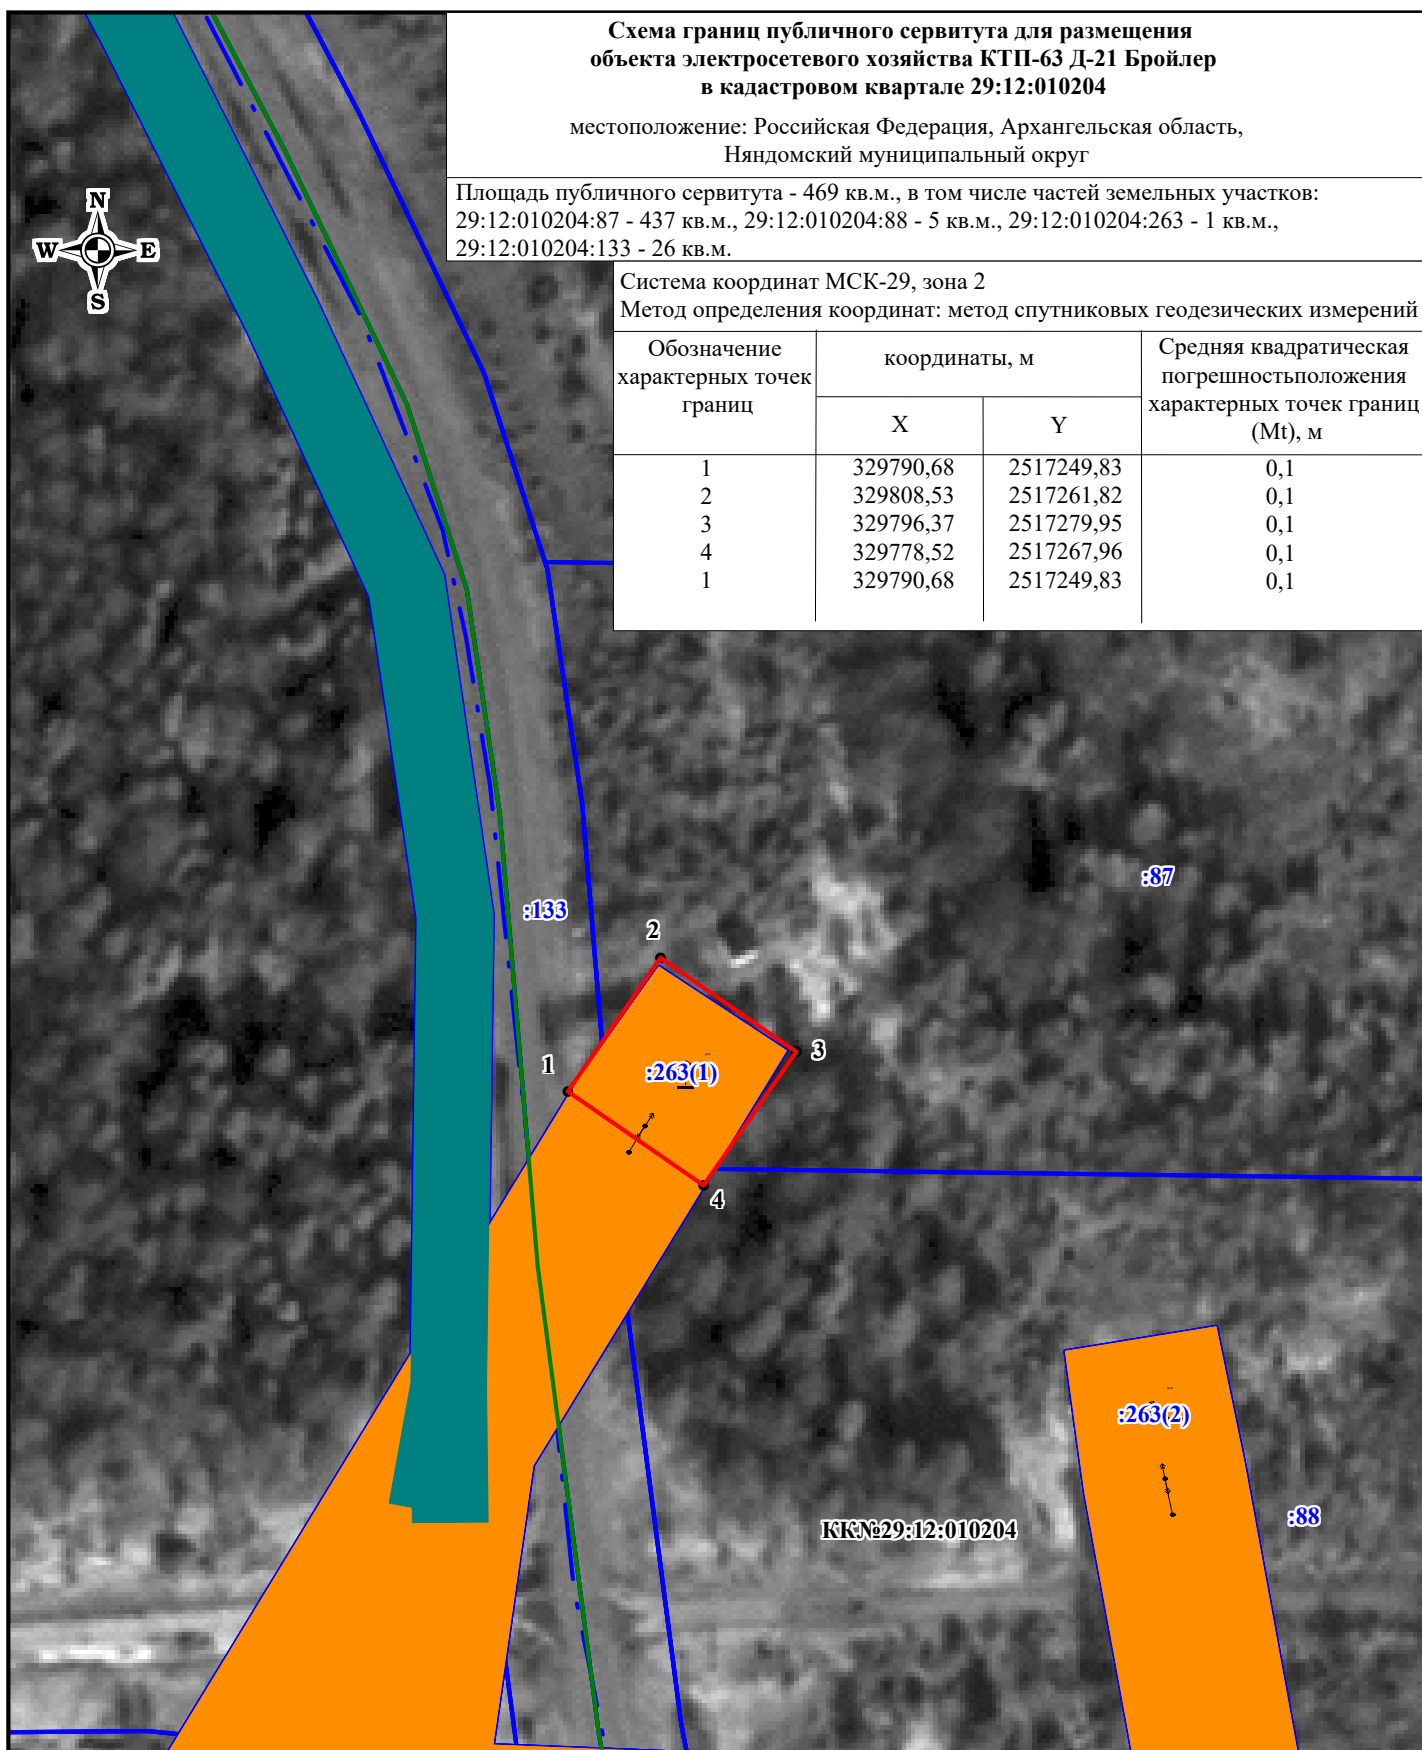 Схема границ публичного сервитута для размещения
объекта электросетевого хозяйства КТП-63 Д-21 Бройлер
в кадастровом квартале 29:12:010204
местоположение: Российская Федерация, Архангельская область,
Няндомский муниципальный округ
Площадь публичного сервитута - 469 кв.м., в том числе частей земельных участков:
29:12:010204:87 - 437 кв.м., 29:12:010204:88 - 5 кв.м., 29:12:010204:263 - 1 кв.м.,
29:12:010204:133 - 26 кв.м.
N
W E
S
Система координат МСК-29, зона 2
Метод определения координат: метод спутниковых геодезических измерений
Обозначение характерных точек границ
координаты, м
Средняя квадратическая погрешностьположения характерных точек границ (Mt), м
X Y
1 329790,68 2517249,83 0,1
2 329808,53 2517261,82 0,1
3 329796,37 2517279,95 0,1
4 329778,52 2517267,96 0,1
1 329790,68 2517249,83 0,1
:87
:133
2
3
1
:263(1)
4
:263(2)
:88
КК№29:12:010204